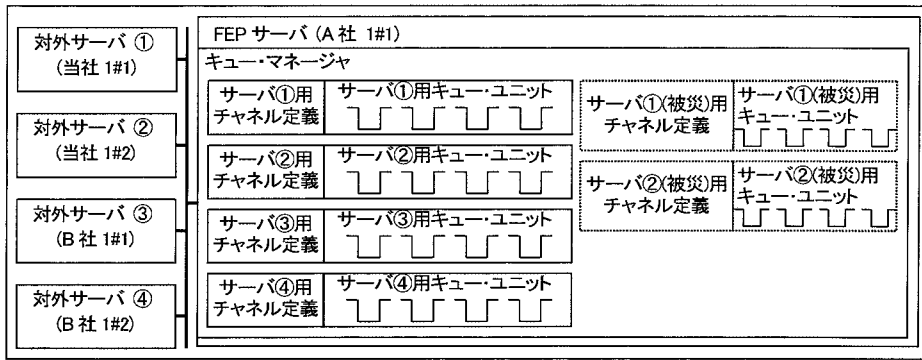 対外サーバ ①
(当社 1#1)
対外サーバ ②
(当社 1#2)
対外サーバ ③
(B 社 1#1)
対外サーバ ④
(B 社 1#2)
FEP サーバ (A 社 1#1)
キュー・マネージャ
サーバ①用
チャネル定義
サーバ①用キュー・ユニット
サーバ②用
チャネル定義
サーバ②用キュー・ユニット
サーバ③用
チャネル定義
サーバ③用キュー・ユニット
サーバ④用
チャネル定義
サーバ④用キュー・ユニット
サーバ①(被災)用
チャネル定義
サーバ①(被災)用
キュー・ユニット
サーバ②(被災)用
チャネル定義
サーバ②(被災)用
キュー・ユニット